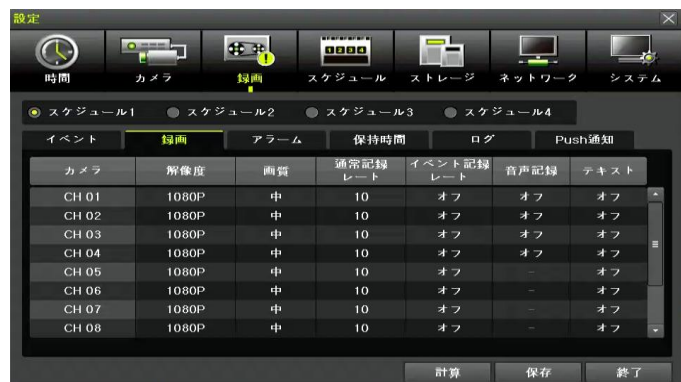 設定
時間 カメラ 録画 スケジュール ストレージ ネットワーク システム
スケジュール1 スケジュール2 スケジュール3 スケジュール4
イベント 録画 アラーム 保持時間 ログ Push通知
カメラ 解像度 画質 通常記録レート イベント記録レート 音声記録 テキスト
CH 01 1080P 中 10 オフ オフ オフ
CH 02 1080P 中 10 オフ オフ オフ
CH 03 1080P 中 10 オフ オフ オフ
CH 04 1080P 中 10 オフ オフ オフ
CH 05 1080P 中 10 オフ – オフ
CH 06 1080P 中 10 オフ – オフ
CH 07 1080P 中 10 オフ – オフ
CH 08 1080P 中 10 オフ – オフ
計算 保存 終了